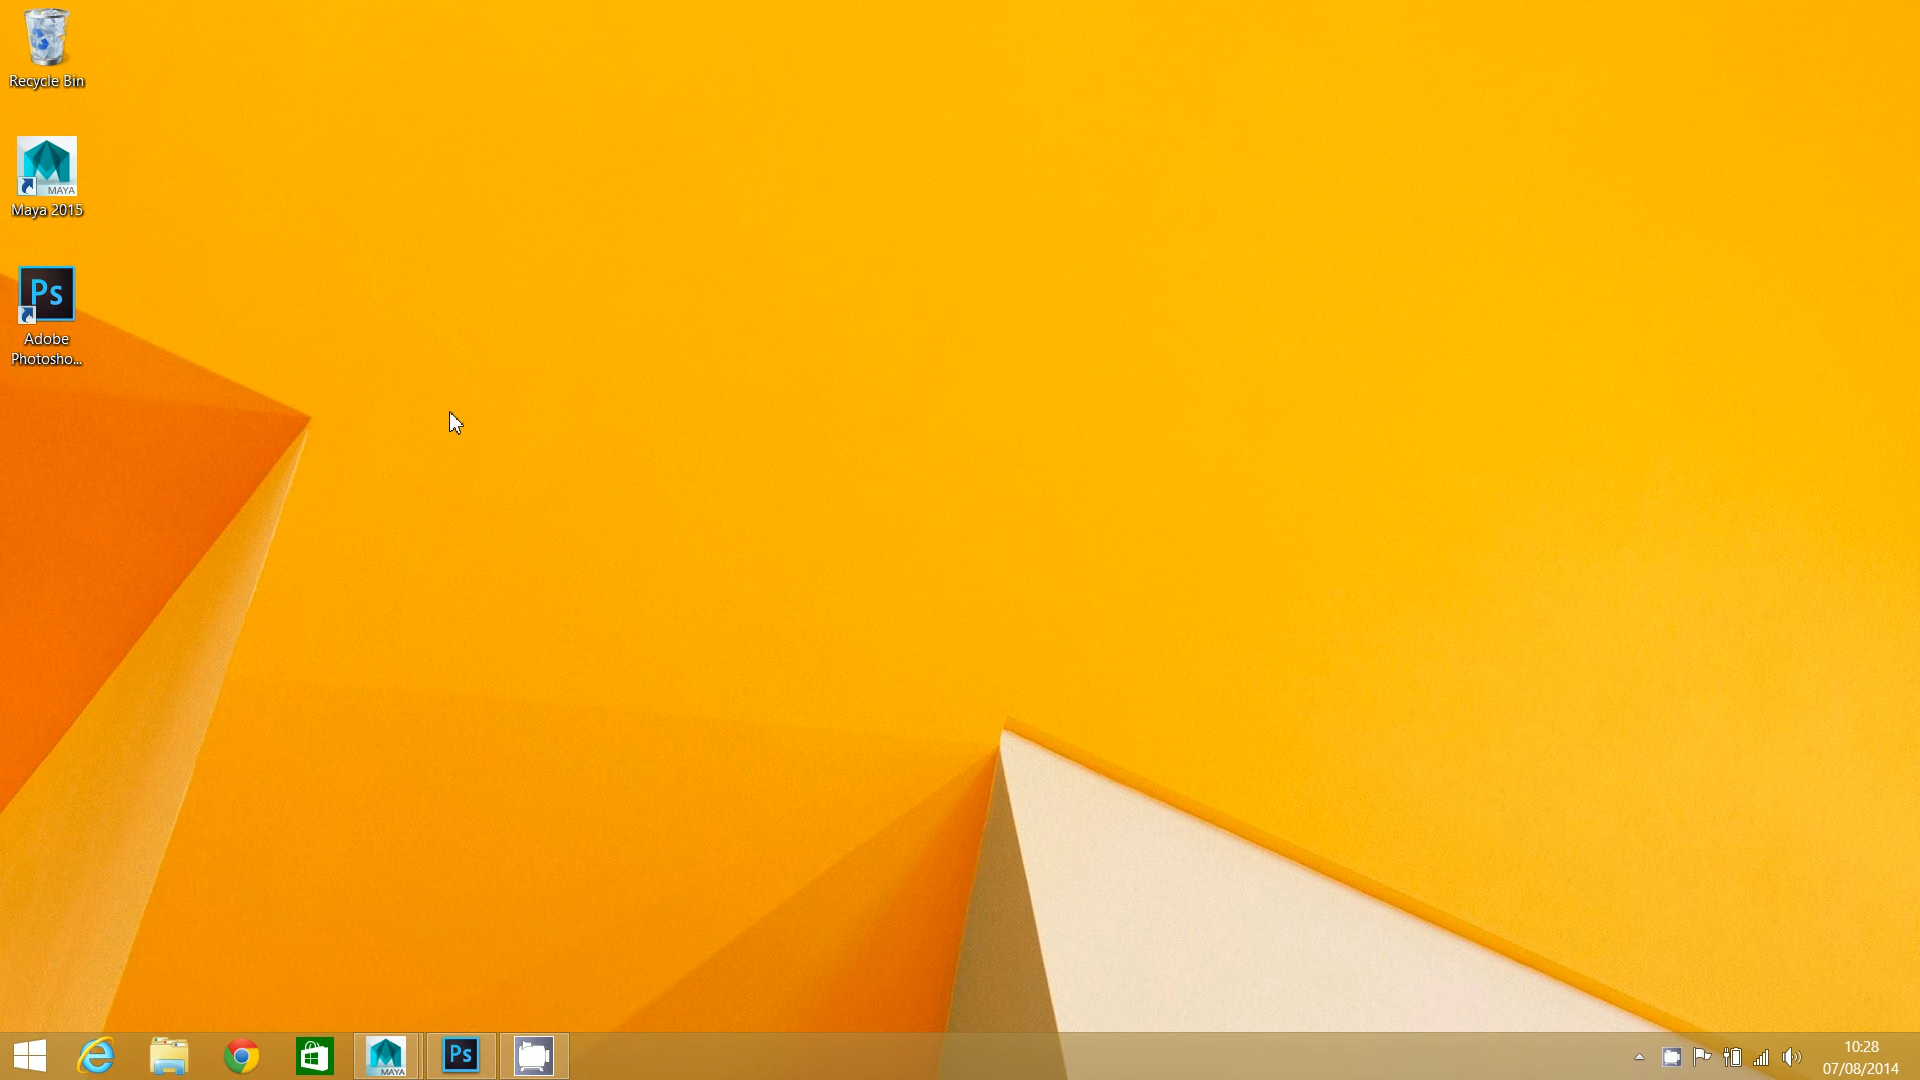 Recycle Bin
MAYA
Maya 2015
Ps
Adobe
Photosho...
MAYA
Ps
10:28
07/08/2014